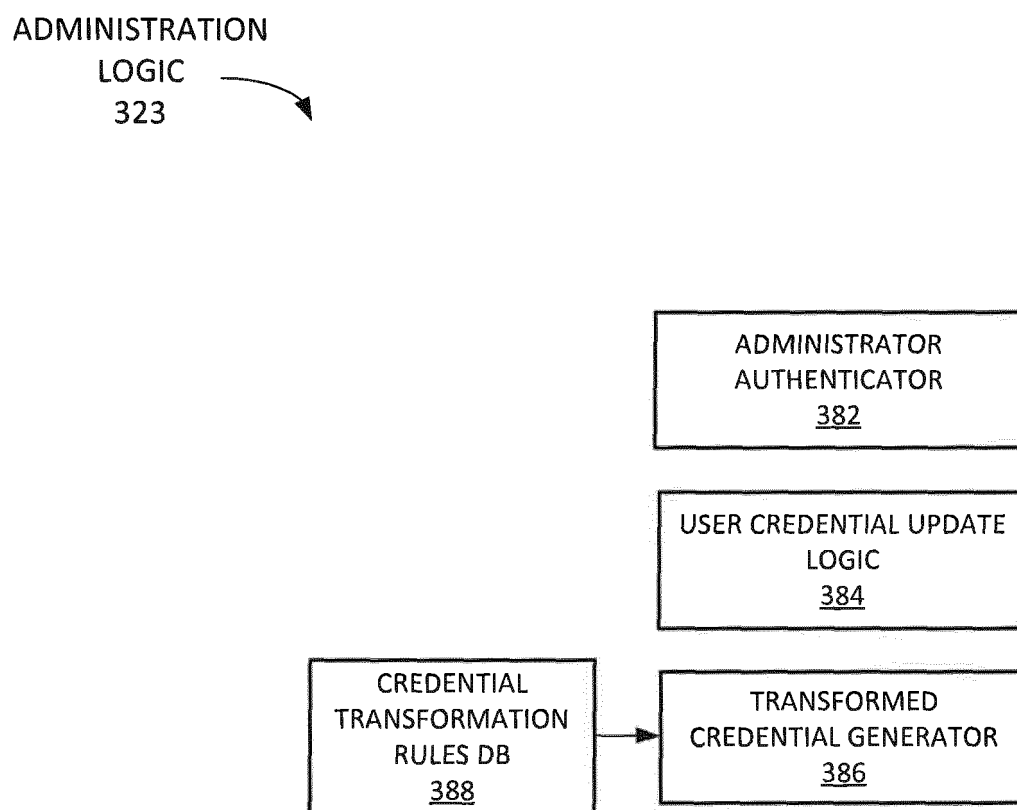 ADMINISTRATION
LOGIC
323
ADMINISTRATOR
AUTHENTICATOR
382
USER CREDENTIAL UPDATE
LOGIC
384
CREDENTIAL
TRANSFORMATION
RULES DB
388
TRANSFORMED
CREDENTIAL GENERATOR
386